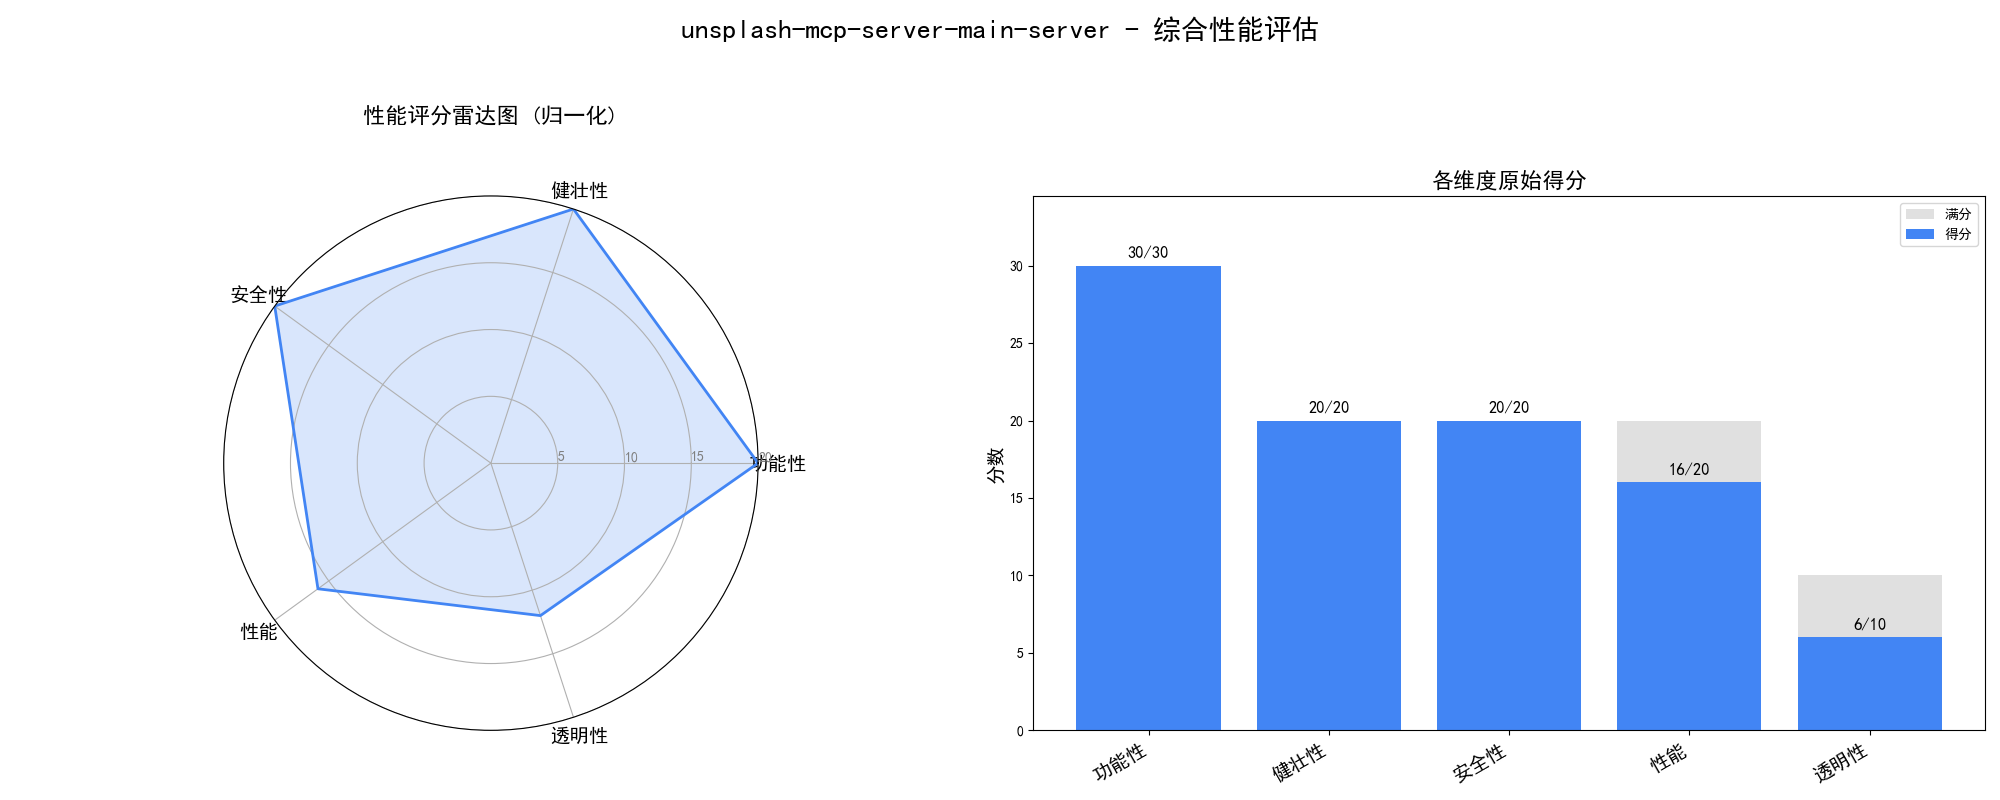 unsplash-mcp-server-main-server - 综合性能评估
性能评分雷达图 (归一化)
健壮性
安全性
功能性
性能
透明性
5
10
15
20
各维度原始得分
满分
得分
分数
30
25
20
15
10
5
0
30/30
20/20
20/20
16/20
6/10
功能性
健壮性
安全性
性能
透明性